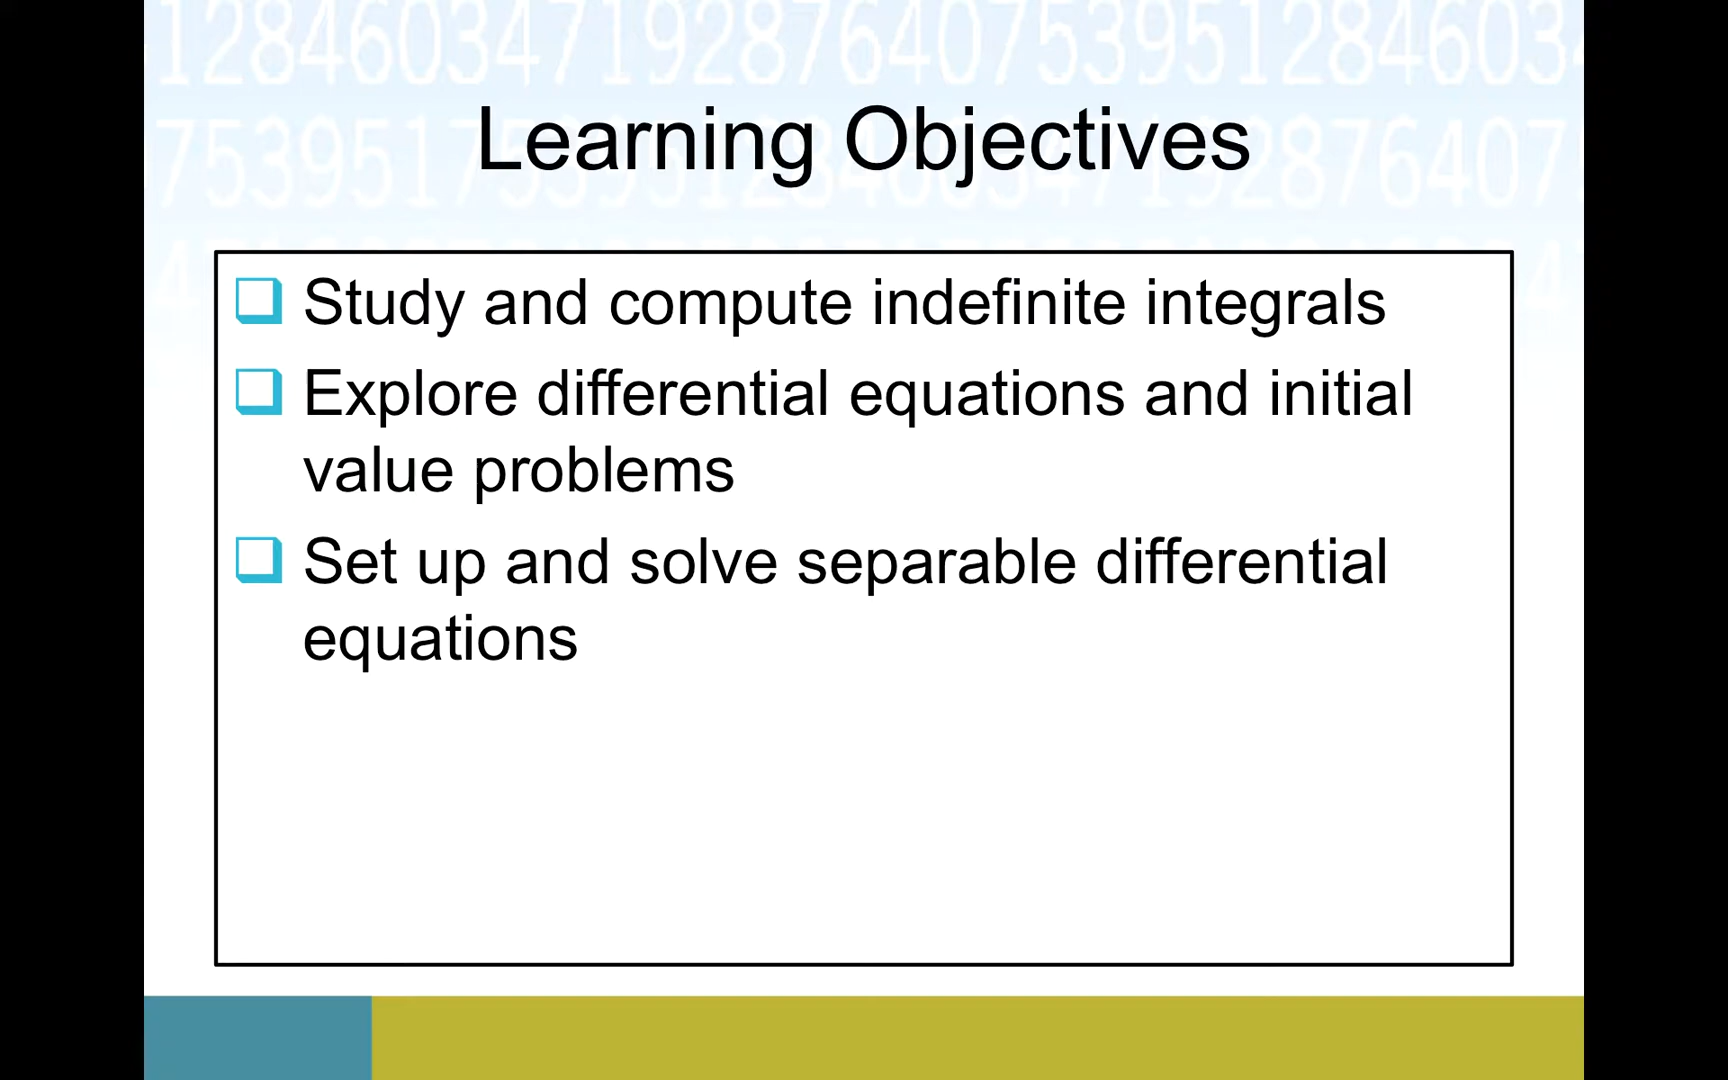 128460347192876407539512846034
Learning Objectives
Study and compute indefinite integrals
Explore differential equations and initial
value problems
Set up and solve separable differential
equations